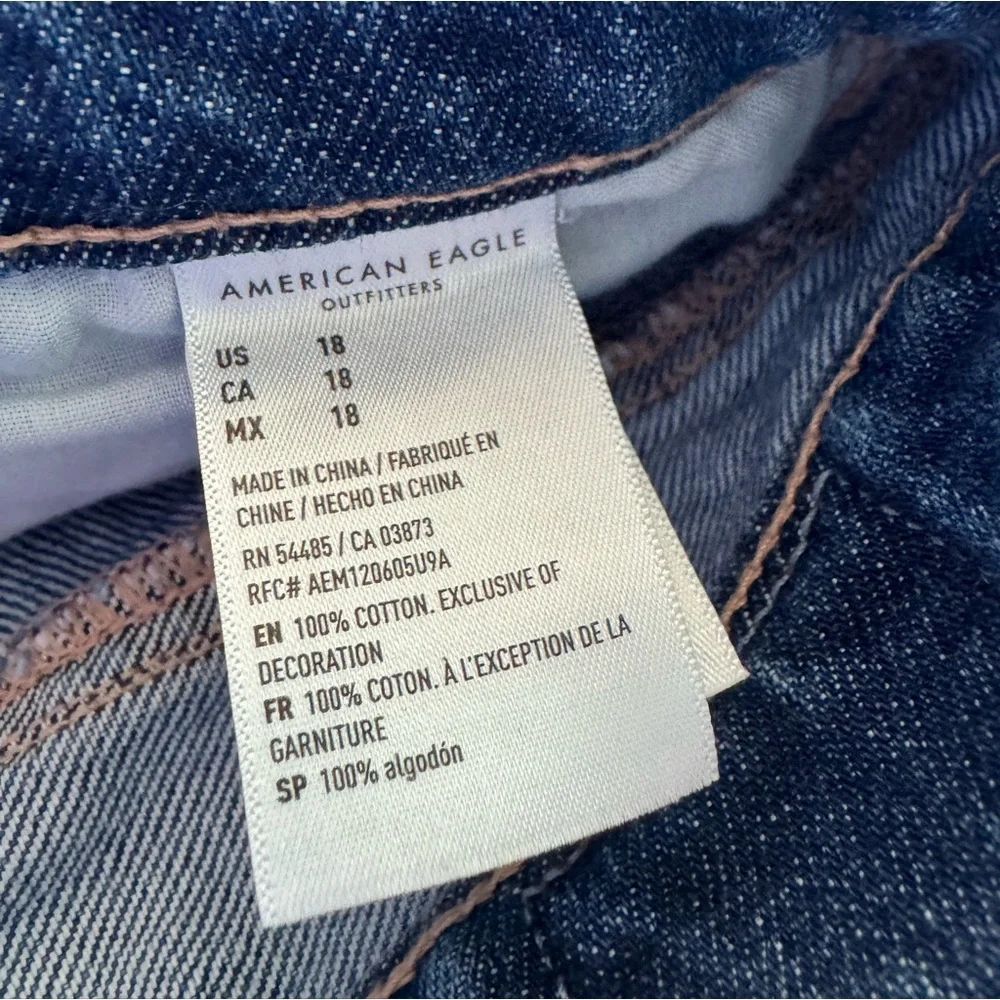 AMERICAN EAGLE
OUTFITTERS
US 18
CA 18
MX 18
MADE IN CHINA / FABRIQUÉ EN
CHINE / HECHO EN CHINA
RN 54485 / CA 03873
RFC# AEM120605U9A
EN 100% COTTON. EXCLUSIVE OF
DECORATION
FR 100% COTON. À L'EXCEPTION DE LA
GARNITURE
SP 100% algodón